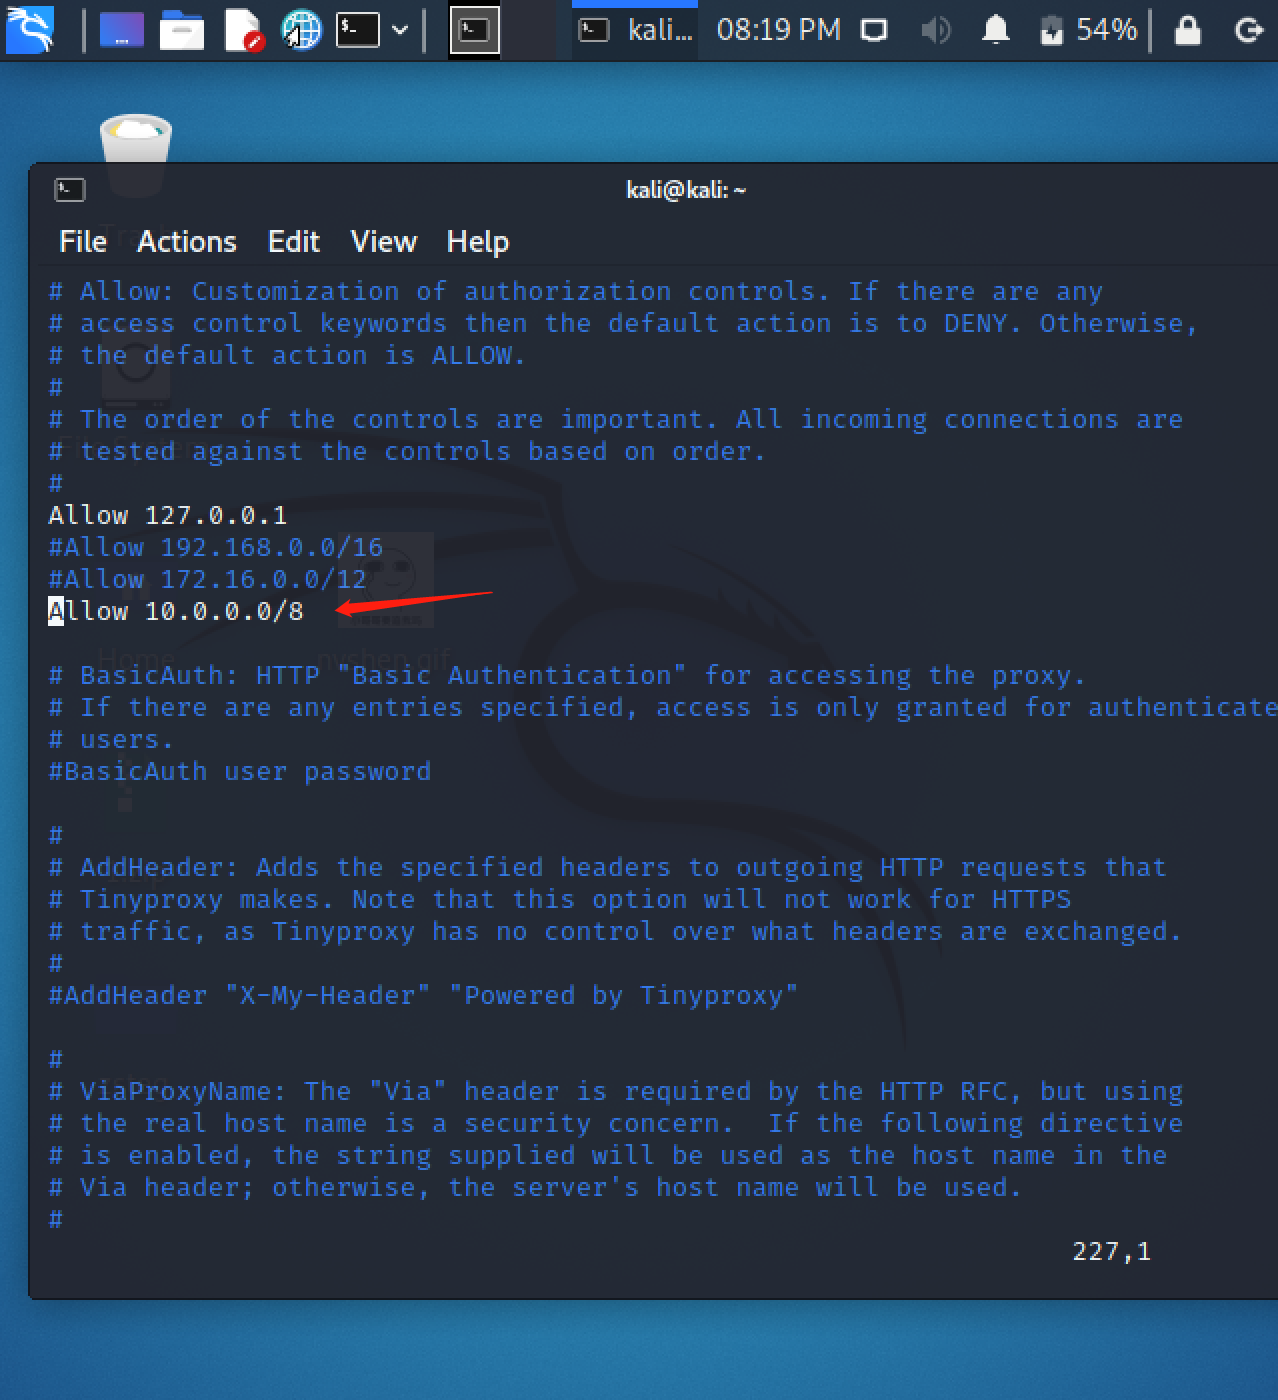 kali... 08:19 PM 54%
kali@kali: ~
File Actions Edit View Help
# Allow: Customization of authorization controls. If there are any
# access control keywords then the default action is to DENY. Otherwise,
# the default action is ALLOW.
#
# The order of the controls are important. All incoming connections are
# tested against the controls based on order.
#
Allow 127.0.0.1
#Allow 192.168.0.0/16
#Allow 172.16.0.0/12
Allow 10.0.0.0/8
Home nvshen.gif
# BasicAuth: HTTP "Basic Authentication" for accessing the proxy.
# If there are any entries specified, access is only granted for authenticate
# users.
#BasicAuth user password
#
# AddHeader: Adds the specified headers to outgoing HTTP requests that
# Tinyproxy makes. Note that this option will not work for HTTPS
# traffic, as Tinyproxy has no control over what headers are exchanged.
#
#AddHeader "X-My-Header" "Powered by Tinyproxy"
#
# ViaProxyName: The "Via" header is required by the HTTP RFC, but using
# the real host name is a security concern.  If the following directive
# is enabled, the string supplied will be used as the host name in the
# Via header; otherwise, the server's host name will be used.
#
227,1